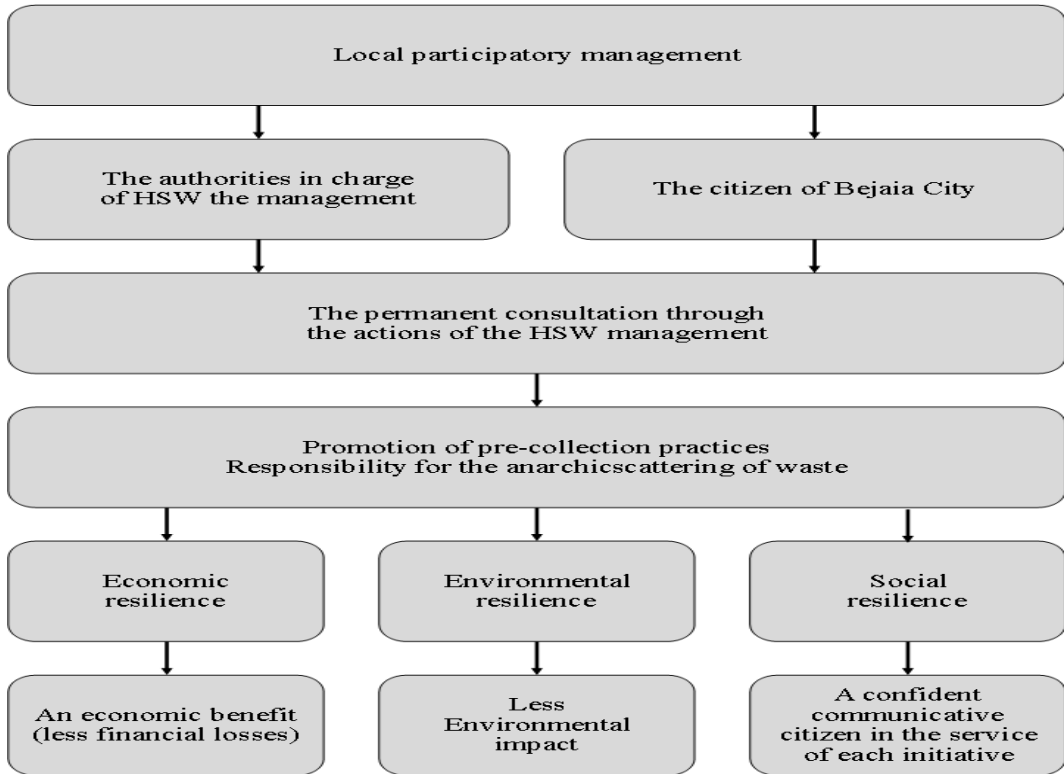 Local participatory management
The authorities in charge
of HSW the management
The citizen of Bejaia City
The permanent consultation through
the actions of the HSW management
Promotion of pre-collection practices
Responsibility for the anarchicscattering of waste
Economic
resilience
Environmental
resilience
Social
resilience
An economic benefit
(less financial losses)
Less
Environmental
impact
A confident
communicative
citizen in the service
of each initiative